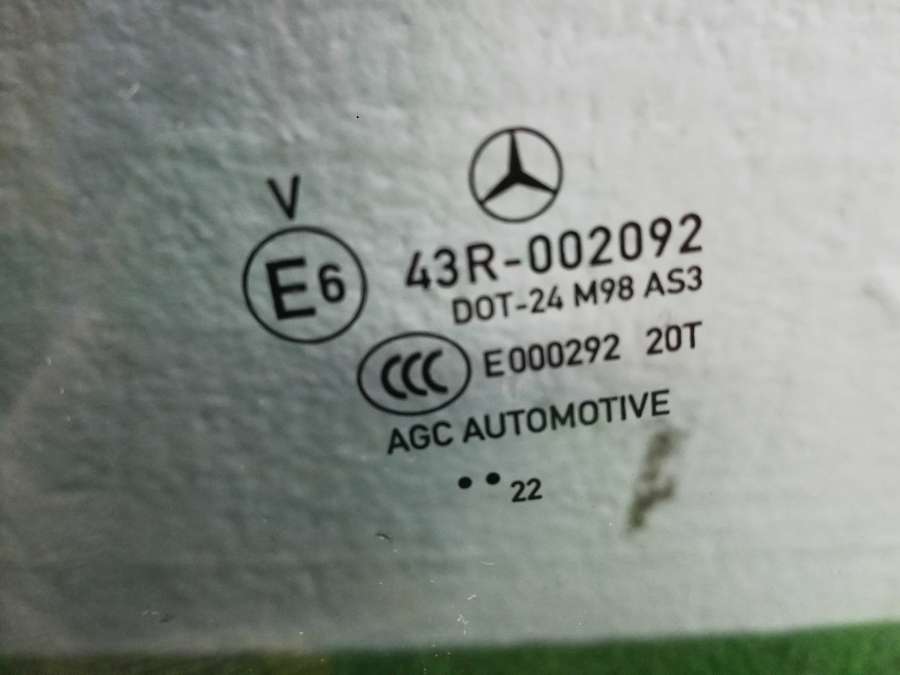 V
E6
43R-002092
DOT-24 M98 AS3
CCC E000292 20T
AGC AUTOMOTIVE
•• 22